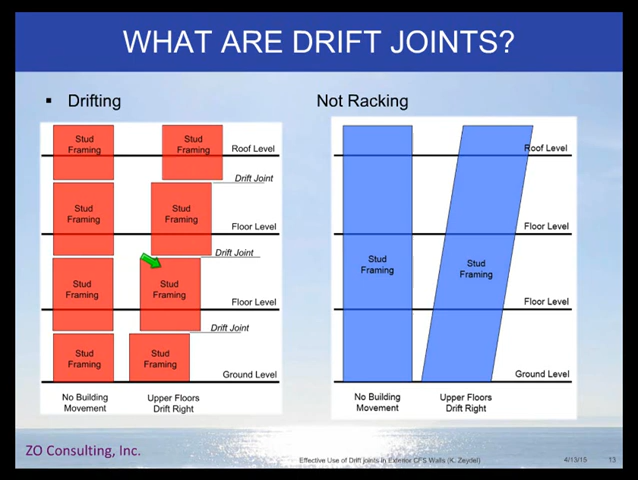 WHAT ARE DRIFT JOINTS?
▪ Drifting
Stud
Framing
Stud
Framing
Roof Level
Drift Joint
Stud
Framing
Stud
Framing
Floor Level
Drift Joint
Stud
Framing
Stud
Framing
Floor Level
Drift Joint
Stud
Framing
Stud
Framing
Ground Level
No Building
Movement
Upper Floors
Drift Right
Not Racking
Roof Level
Floor Level
Stud
Framing
Stud
Framing
Floor Level
Ground Level
No Building
Movement
Upper Floors
Drift Right
ZO Consulting, Inc.
Effective Use of Drift joints in Exterior CFS Walls (K. Zeydel)
4/13/15
13